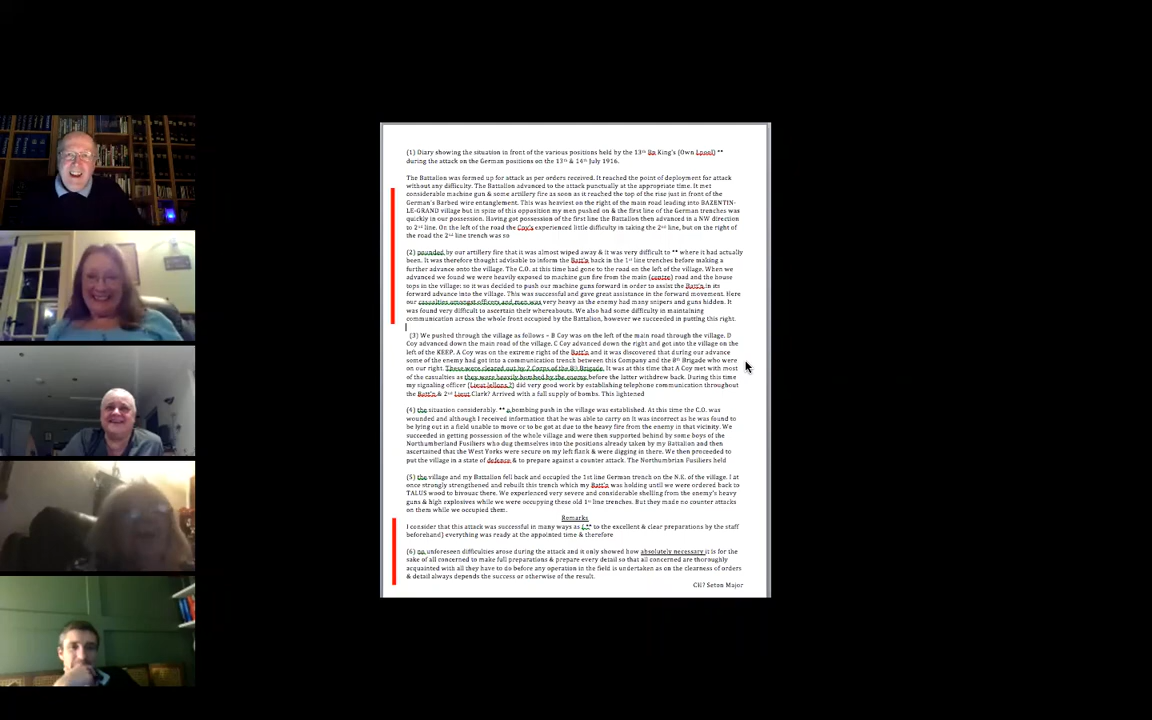 (1) Diary showing the situation in front of the various positions held by the 13th Bn King's (Own Lpool) **
during the attack on the German positions on the 13th & 14th July 1916.
The Battalion was formed up for attack as per orders received. It reached the point of deployment for attack
without any difficulty. The Battalion advanced to the attack punctually at the appropriate time. It met
considerable machine gun & some artillery fire as soon as it reached the top of the rise just in front of the
German's Barbed wire entanglement. This was heaviest on the right of the main road leading into BAZENTIN-
LE-GRAND village but in spite of this opposition my men pushed on & the first line of the German trenches was
quickly in our possession. Having got possession of the first line the Battalion then advanced in a NW direction
to 2nd line. On the left of the road the Coy's experienced little difficulty in taking the 2nd line, but on the right of
the road the 2nd line trench was so
(2) pounded by our artillery fire that it was almost wiped away & it was very difficult to ** where it had actually
been. It was therefore thought advisable to inform the Batt'n back in the 1st line trenches before making a
further advance onto the village. The C.O. at this time had gone to the road on the left of the village. When we
advanced we found we were heavily exposed to machine gun fire from the main (centre) road and the house
tops in the village: so it was decided to push our machine guns forward in order to assist the Batt'n in its
forward advance into the village. This was successful and gave great assistance in the forward movement. Here
our casualties amongst officers and men was very heavy as the enemy had many snipers and guns hidden. It
was found very difficult to ascertain their whereabouts. We also had some difficulty in maintaining
communication across the whole front occupied by the Battalion, however we succeeded in putting this right.
(3) We pushed through the village as follows – B Coy was on the left of the main road through the village. D
Coy advanced down the main road. C Coy advanced down the right and got into the village on the
left of the KEEP. A Coy was on the extreme right of the Batt'n and it was discovered that during our advance
some of the enemy had got into a communication trench between this Company and the 8th Brigade who were
on our right. These were cleared out by 2 Corps of the 8th Brigade. It was at this time that A Coy met with most
of the casualties as they were heavily bombed by the enemy before the latter withdrew back. During this time
my signaling officer (Lieut Jellons ?) did very good work by establishing telephone communication throughout
the Batt'n & 2nd Lieut Clark? Arrived with a full supply of bombs. This lightened
(4) the situation considerably. ** a bombing push in the village was established. At this time the C.O. was
wounded and although I received information that he was able to carry on it was incorrect as he was found to
be lying out in a field unable to move or to be got at due to the heavy fire from the enemy in that vicinity. We
succeeded in getting possession of the whole village and were then supported behind by some boys of the
Northumberland Fusiliers who dug themselves into the positions already taken by my Battalion and then
ascertained that the West Yorks were secure on my left flank & were digging in there. We then proceeded to
put the village in a state of defense & to prepare against a counter attack. The Northumbrian Fusiliers held
(5) the village and my Battalion fell back and occupied the 1st line German trench on the N.E. of the village. I at
once strongly strengthened and rebuilt this trench which my Batt'n was holding until we were ordered back to
TALUS wood to bivouac there. We experienced very severe and considerable shelling from the enemy's heavy
guns & high explosives while we were occupying these old 1st line trenches. But they made no counter attacks
on them while we occupied them.
Remarks
I consider that this attack was successful in many ways as (** to the excellent & clear preparations by the staff
beforehand) everything was ready at the appointed time & therefore
(6) no unforeseen difficulties arose during the attack and it only showed how absolutely necessary it is for the
sake of all concerned to make full preparations & prepare every detail so that all concerned are thoroughly
acquainted with all they have to do before any operation in the field is undertaken as on the clearness of orders
& detail always depends the success or otherwise of the result.
CH? Seton Major